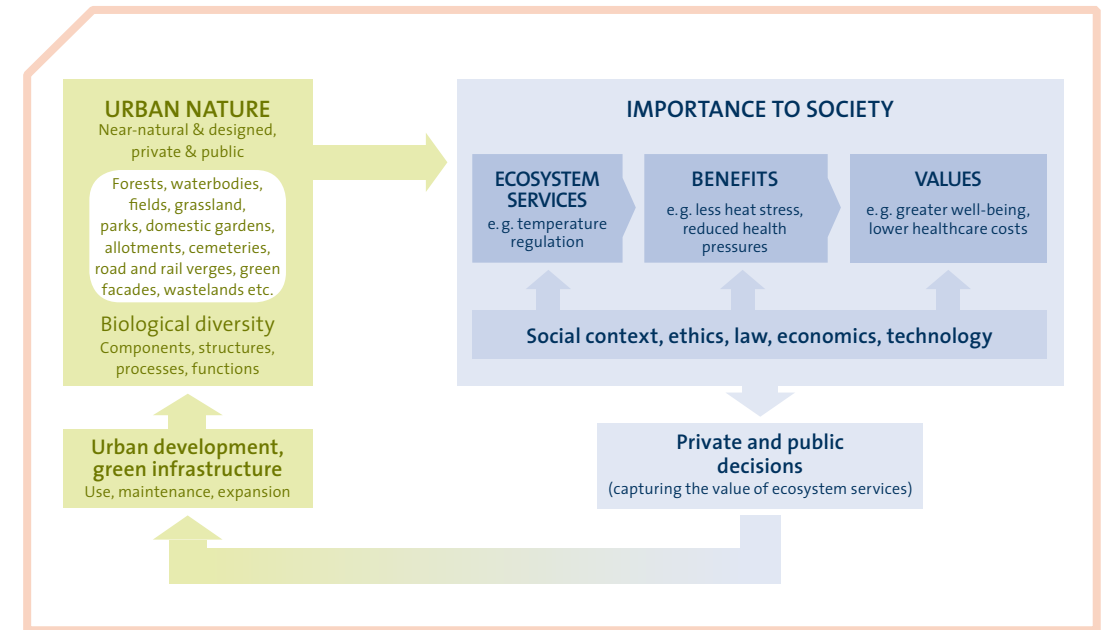 URBAN NATURE
Near-natural & designed,
private & public
Forests, waterbodies,
fields, grassland,
parks, domestic gardens,
allotments, cemeteries,
road and rail verges, green
facades, wastelands etc.
Biological diversity
Components, structures,
processes, functions
Urban development,
green infrastructure
Use, maintenance, expansion
IMPORTANCE TO SOCIETY
ECOSYSTEM
SERVICES
e. g. temperature
regulation
BENEFITS
e. g. less heat stress,
reduced health
pressures
VALUES
e. g. greater well-being,
lower healthcare costs
Social context, ethics, law, economics, technology
Private and public
decisions
(capturing the value of ecosystem services)